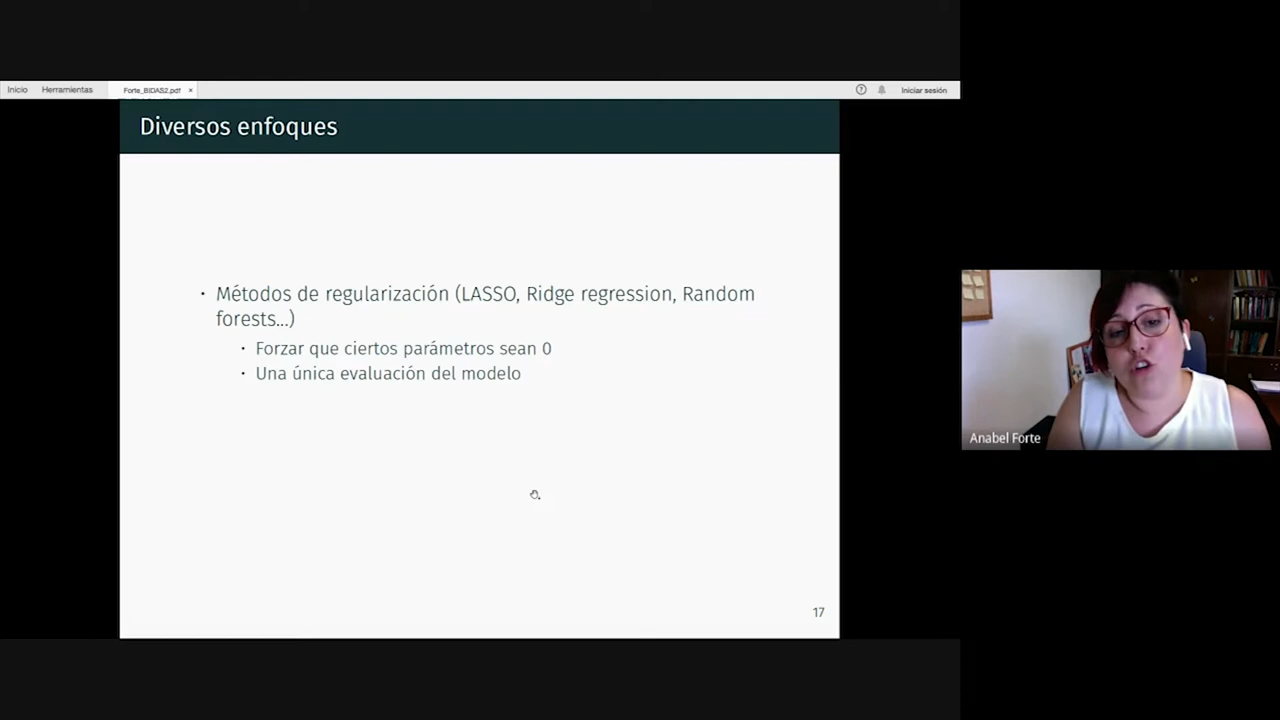 Inicio Herramientas Forte_BIDAS2.pdf × ? Iniciar sesión
Diversos enfoques
· Métodos de regularización (LASSO, Ridge regression, Random
forests...)
· Forzar que ciertos parámetros sean 0
· Una única evaluación del modelo
17
Anabel Forte